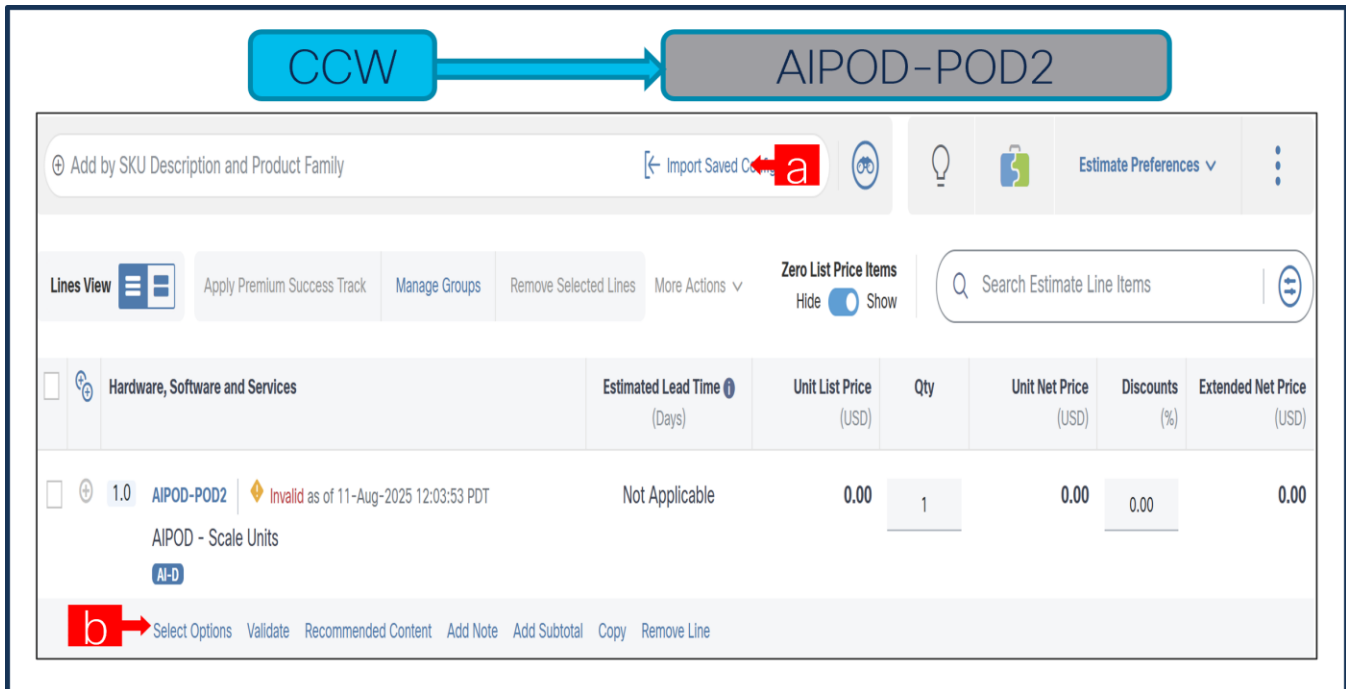 CCW
AIPOD-POD2
Add by SKU Description and Product Family
Import Saved
a
Estimate Preferences
Lines View
Apply Premium Success Track
Manage Groups
Remove Selected Lines
More Actions
Zero List Price Items
Hide Show
Search Estimate Line Items
Hardware, Software and Services
Estimated Lead Time
(Days)
Unit List Price
(USD)
Qty
Unit Net Price
(USD)
Discounts
(%)
Extended Net Price
(USD)
1.0 AIPOD-POD2 Invalid as of 11-Aug-2025 12:03:53 PDT
Not Applicable
0.00
1
0.00
0.00
0.00
AIPOD - Scale Units
AI-D
b
Select Options Validate Recommended Content Add Note Add Subtotal Copy Remove Line